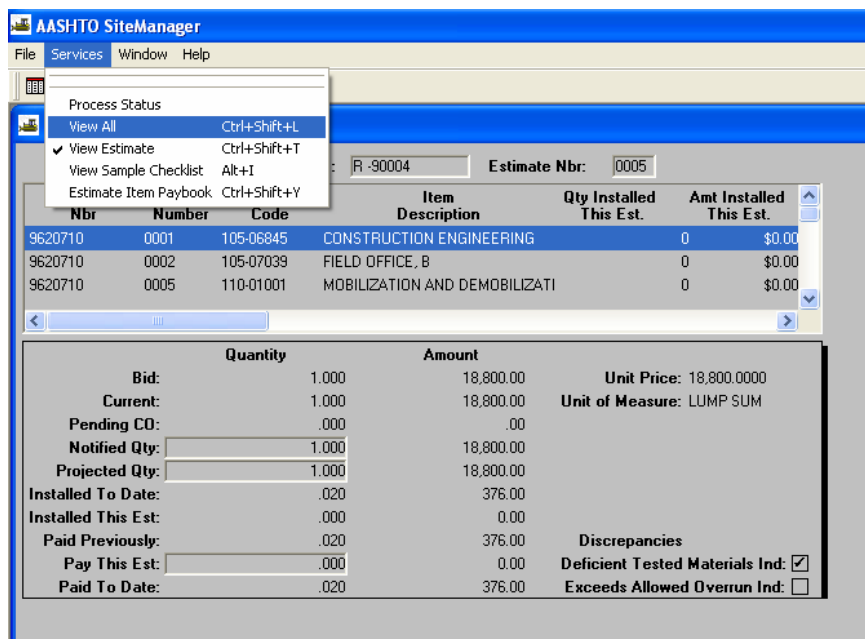 AASHTO SiteManager
File Services Window Help
Process Status
View All Ctrl+Shift+L
View Estimate Ctrl+Shift+T
View Sample Checklist Alt+I
Estimate Item Paybook Ctrl+Shift+Y
: R -90004 Estimate Nbr: 0005
Item Qty Installed Amt Installed
Nbr Number Code Description This Est. This Est.
9620710 0001 105-06845 CONSTRUCTION ENGINEERING 0 $0.00
9620710 0002 105-07039 FIELD OFFICE, B 0 $0.00
9620710 0005 110-01001 MOBILIZATION AND DEMOBILIZATI 0 $0.00
Quantity Amount
Bid: 1.000 18,800.00 Unit Price: 18,800.0000
Current: 1.000 18,800.00 Unit of Measure: LUMP SUM
Pending CO: .000 .00
Notified Qty: 1.000 18,800.00
Projected Qty: 1.000 18,800.00
Installed To Date: .020 376.00
Installed This Est: .000 0.00
Paid Previously: .020 376.00 Discrepancies
Pay This Est: .000 0.00 Deficient Tested Materials Ind:
Paid To Date: .020 376.00 Exceeds Allowed Overrun Ind: